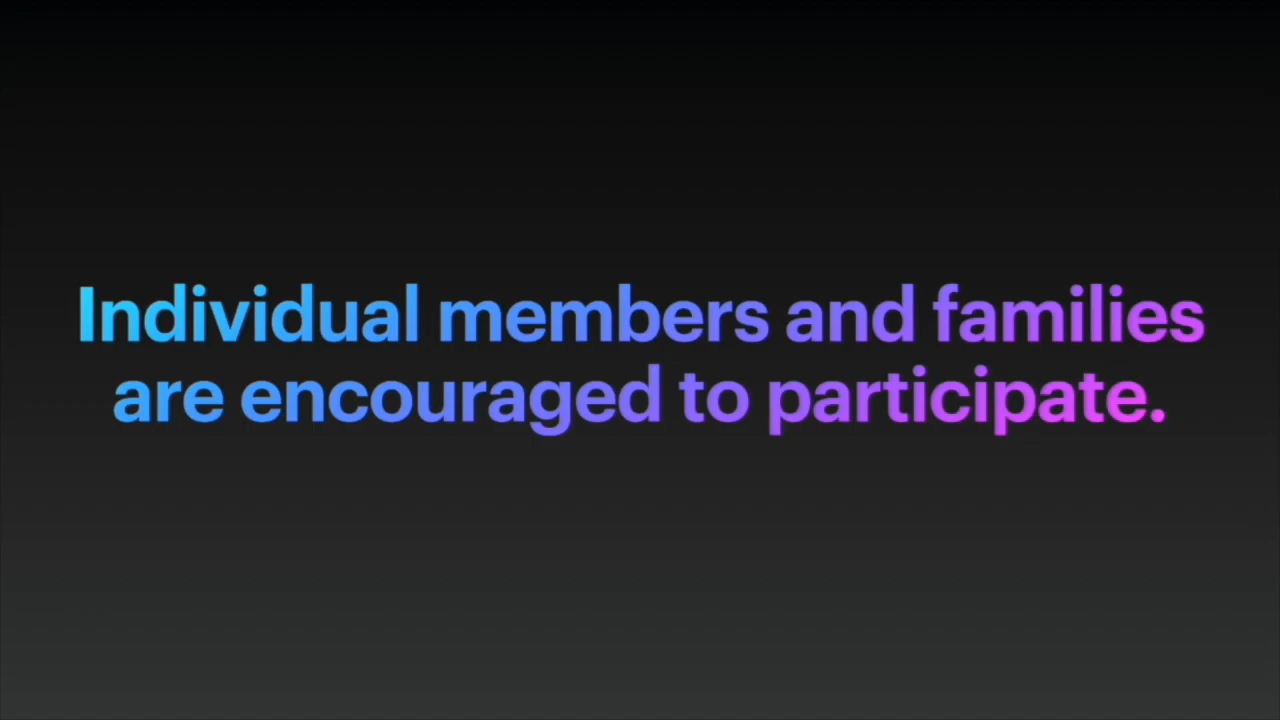 Individual members and families
are encouraged to participate.